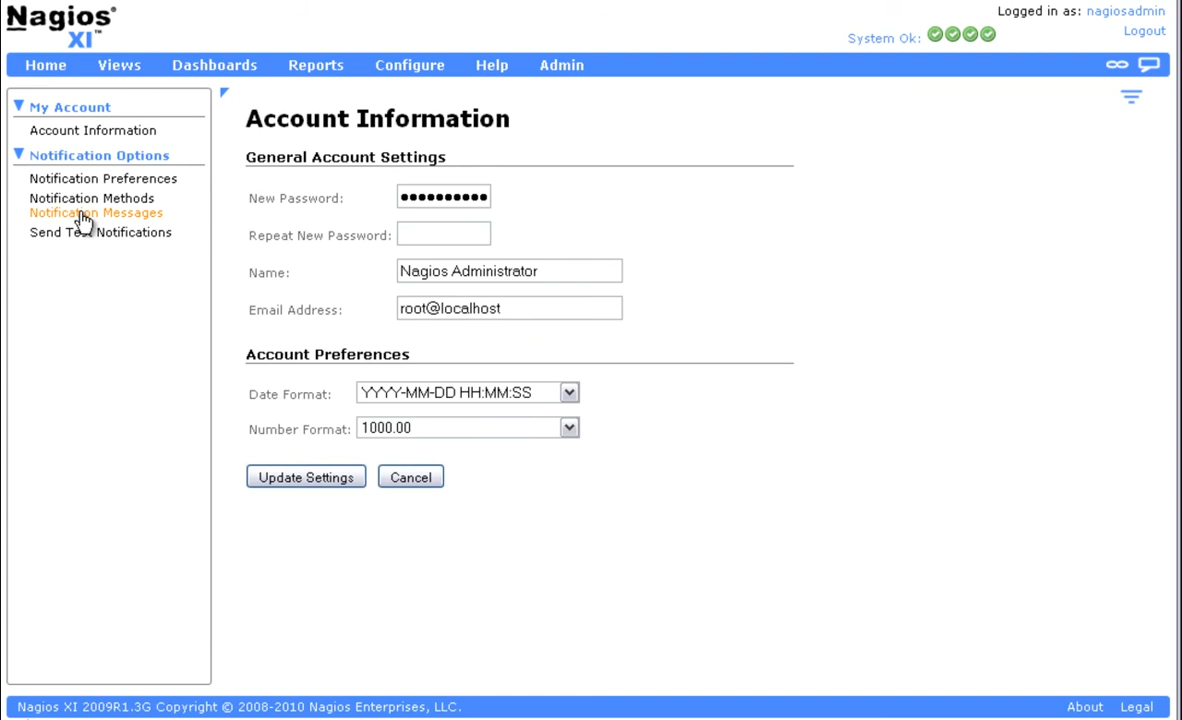 Nagios®
XI™
Logged in as: nagiosadmin
System Ok:
Logout
Home Views Dashboards Reports Configure Help Admin
My Account
Account Information
Notification Options
Notification Preferences
Notification Methods
Notification Messages
Send Test Notifications
Account Information
General Account Settings
New Password: ●●●●●●●●●●
Repeat New Password:
Name: Nagios Administrator
Email Address: root@localhost
Account Preferences
Date Format: YYYY-MM-DD HH:MM:SS
Number Format: 1000.00
Update Settings Cancel
Nagios XI 2009R1.3G Copyright © 2008-2010 Nagios Enterprises, LLC. About Legal